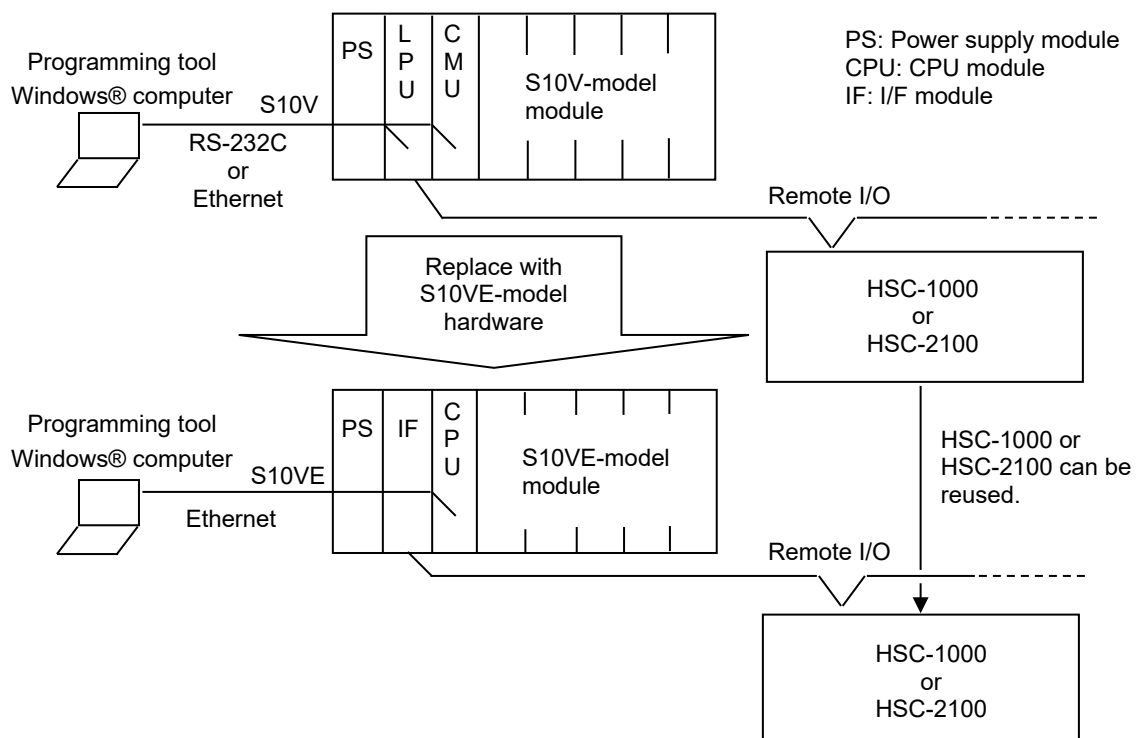 PS
L
P
U
C
M
U
S10V-model
module
PS: Power supply module
CPU: CPU module
IF: I/F module
Programming tool
Windows® computer
S10V
RS-232C
or
Ethernet
Remote I/O
HSC-1000
or
HSC-2100
Replace with
S10VE-model
hardware
Programming tool
Windows® computer
S10VE
Ethernet
PS
IF
C
P
U
S10VE-model
module
HSC-1000 or
HSC-2100 can be
reused.
Remote I/O
HSC-1000
or
HSC-2100